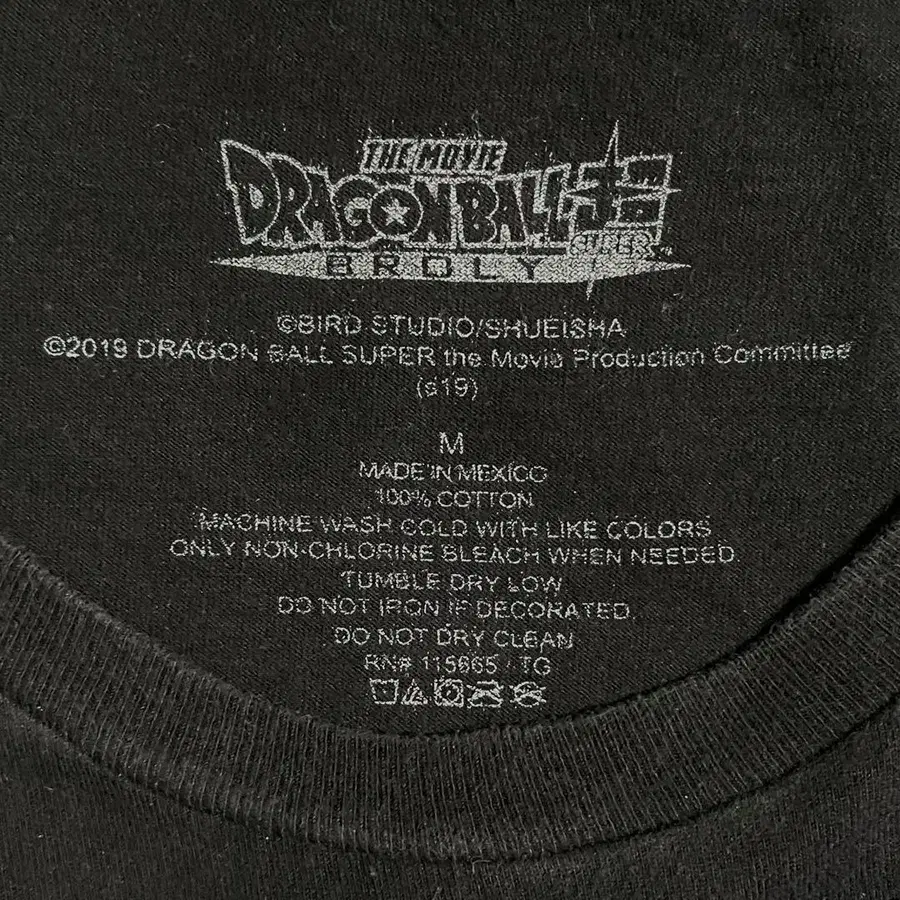 THE MOVIE
DRAGON BALL 超
SUPER
BROLY
©BIRD STUDIO/SHUEISHA
©2019 DRAGON BALL SUPER the Movie Production Committee
(s19)
M
MADE IN MEXICO
100% COTTON
MACHINE WASH COLD WITH LIKE COLORS
ONLY NON-CHLORINE BLEACH WHEN NEEDED
TUMBLE DRY LOW
DO NOT IRON IF DECORATED.
DO NOT DRY CLEAN
RN# 115665 / TG